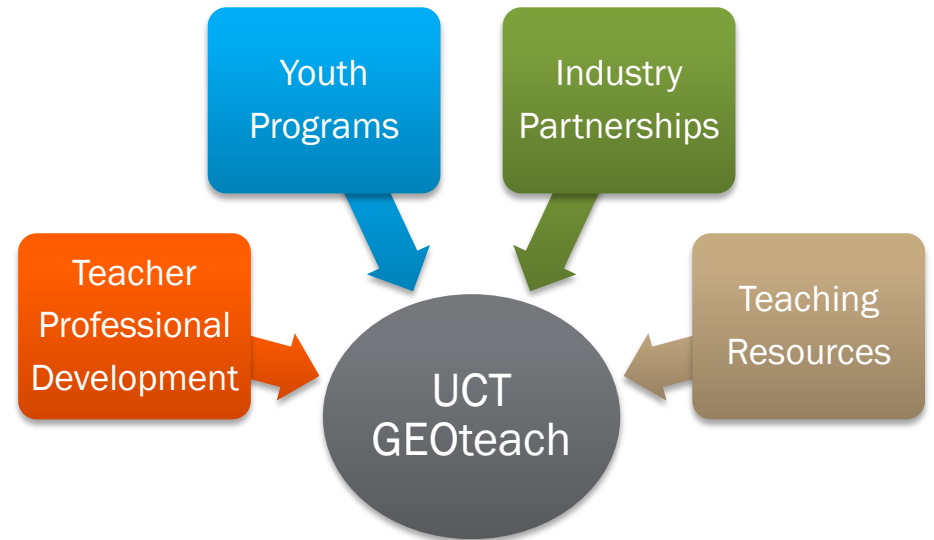 Youth
Programs
Industry
Partnerships
Teacher
Professional
Development
Teaching
Resources
UCT
GEOteach